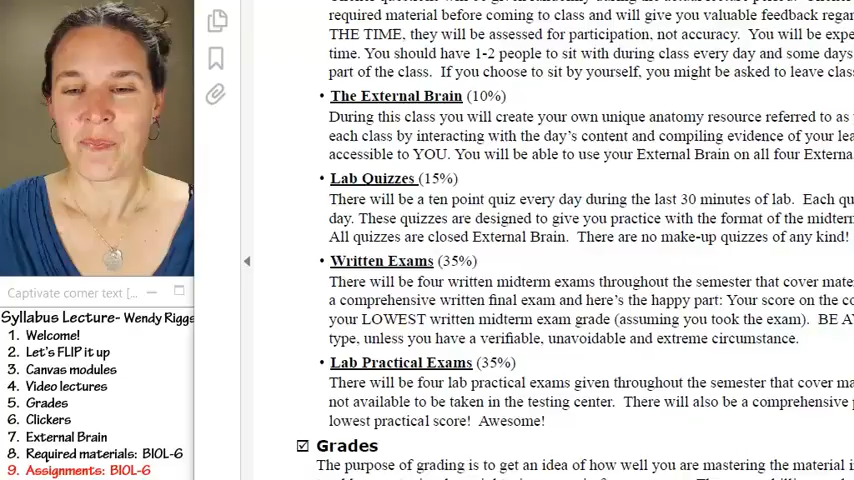 Captivate corner text [...
Syllabus Lecture- Wendy Riggs
1. Welcome!
2. Let's FLIP it up
3. Canvas modules
4. Video lectures
5. Grades
6. Clickers
7. External Brain
8. Required materials: BIOL-6
9. Assignments: BIOL-6
required material before coming to class and will give you valuable feedback regar
THE TIME, they will be assessed for participation, not accuracy. You will be expe
time. You should have 1-2 people to sit with during class every day and some days
part of the class. If you choose to sit by yourself, you might be asked to leave clas
• The External Brain (10%)
During this class you will create your own unique anatomy resource referred to as
each class by interacting with the day's content and compiling evidence of your lea
accessible to YOU. You will be able to use your External Brain on all four Externa
• Lab Quizzes (15%)
There will be a ten point quiz every day during the last 30 minutes of lab. Each qu
day. These quizzes are designed to give you practice with the format of the midterm
All quizzes are closed External Brain. There are no make-up quizzes of any kind!
• Written Exams (35%)
There will be four written midterm exams throughout the semester that cover mate
a comprehensive written final exam and here's the happy part: Your score on the co
your LOWEST written midterm exam grade (assuming you took the exam). BE A
type, unless you have a verifiable, unavoidable and extreme circumstance.
• Lab Practical Exams (35%)
There will be four lab practical exams given throughout the semester that cover ma
not available to be taken in the testing center. There will also be a comprehensive p
lowest practical score! Awesome!
Grades
The purpose of grading is to get an idea of how well you are mastering the material i